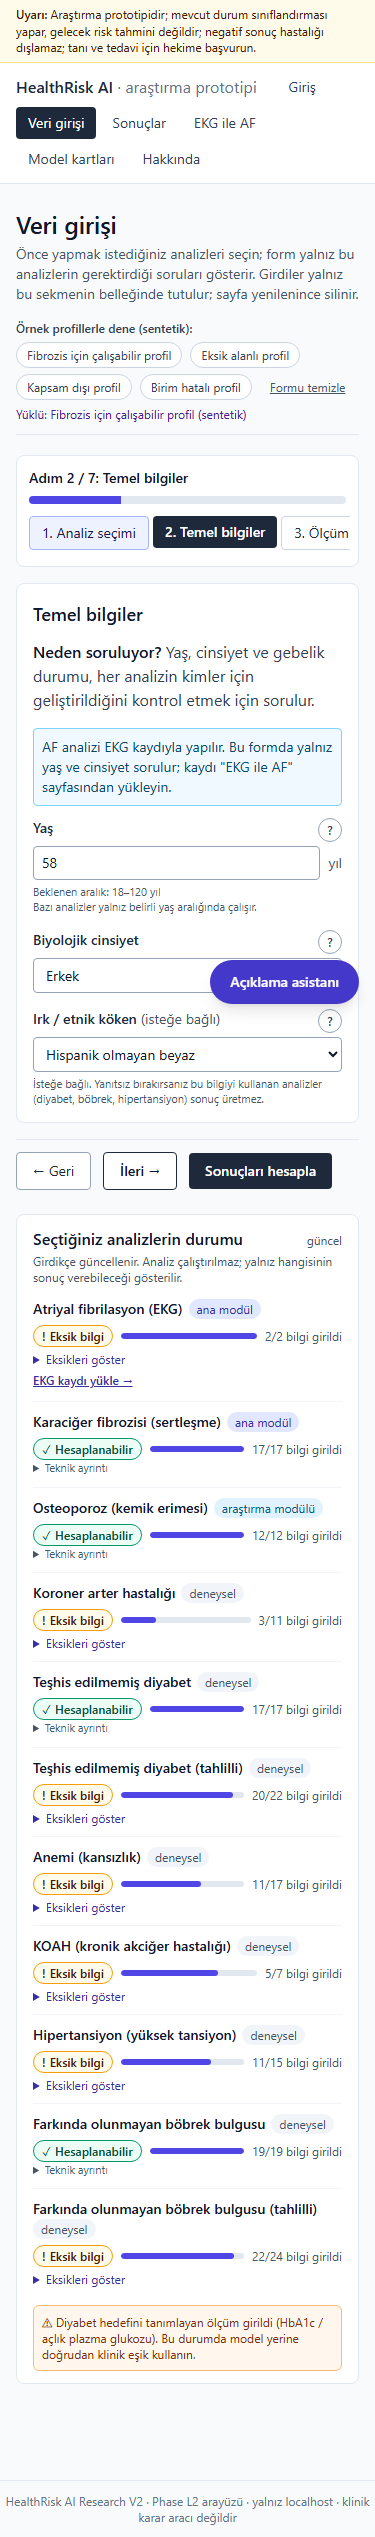 Uyarı: Araştırma prototipidir; mevcut durum sınıflandırması
yapar, gelecek risk tahmini değildir; negatif sonuç hastalığı
dışlamaz; tanı ve tedavi için hekime başvurun.
HealthRisk AI · araştırma prototipi Giriş
Veri girişi Sonuçlar EKG ile AF
Model kartları Hakkında
Veri girişi
Önce yapmak istediğiniz analizleri seçin; form yalnız bu
analizlerin gerektirdiği soruları gösterir. Girdiler yalnız
bu sekmenin belleğinde tutulur; sayfa yenilenince silinir.
Örnek profillerle dene (sentetik):
Fibrozis için çalışabilir profil Eksik alanlı profil
Kapsam dışı profil Birim hatalı profil Formu temizle
Yüklü: Fibrozis için çalışabilir profil (sentetik)
Adım 2 / 7: Temel bilgiler
1. Analiz seçimi 2. Temel bilgiler 3. Ölçüm
Temel bilgiler
Neden soruluyor? Yaş, cinsiyet ve gebelik
durumu, her analizin kimler için
geliştirildiğini kontrol etmek için sorulur.
AF analizi EKG kaydıyla yapılır. Bu formda yalnız
yaş ve cinsiyet sorulur; kaydı "EKG ile AF"
sayfasından yükleyin.
Yaş ?
58 yıl
Beklenen aralık: 18–120 yıl
Bazı analizler yalnız belirli yaş aralığında çalışır.
Biyolojik cinsiyet ?
Erkek
Açıklama asistanı
Irk / etnik köken (isteğe bağlı) ?
Hispanik olmayan beyaz
İsteğe bağlı. Yanıtsız bırakırsanız bu bilgiyi kullanan analizler
(diyabet, böbrek, hipertansiyon) sonuç üretmez.
← Geri İleri → Sonuçları hesapla
Seçtiğiniz analizlerin durumu güncel
Girdikçe güncellenir. Analiz çalıştırılmaz; yalnız hangisinin
sonuç verebileceği gösterilir.
Atriyal fibrilasyon (EKG) ana modül
! Eksik bilgi 2/2 bilgi girildi
▶ Eksikleri göster
EKG kaydı yükle →
Karaciğer fibrozisi (sertleşme) ana modül
✓ Hesaplanabilir 17/17 bilgi girildi
▶ Teknik ayrıntı
Osteoporoz (kemik erimesi) araştırma modülü
✓ Hesaplanabilir 12/12 bilgi girildi
▶ Teknik ayrıntı
Koroner arter hastalığı deneysel
! Eksik bilgi 3/11 bilgi girildi
▶ Eksikleri göster
Teşhis edilmemiş diyabet deneysel
✓ Hesaplanabilir 17/17 bilgi girildi
▶ Teknik ayrıntı
Teşhis edilmemiş diyabet (tahlilli) deneysel
! Eksik bilgi 20/22 bilgi girildi
▶ Eksikleri göster
Anemi (kansızlık) deneysel
! Eksik bilgi 11/17 bilgi girildi
▶ Eksikleri göster
KOAH (kronik akciğer hastalığı) deneysel
! Eksik bilgi 5/7 bilgi girildi
▶ Eksikleri göster
Hipertansiyon (yüksek tansiyon) deneysel
! Eksik bilgi 11/15 bilgi girildi
▶ Eksikleri göster
Farkında olunmayan böbrek bulgusu deneysel
✓ Hesaplanabilir 19/19 bilgi girildi
▶ Teknik ayrıntı
Farkında olunmayan böbrek bulgusu (tahlilli)
deneysel
! Eksik bilgi 22/24 bilgi girildi
▶ Eksikleri göster
⚠ Diyabet hedefini tanımlayan ölçüm girildi (HbA1c /
açlık plazma glukozu). Bu durumda model yerine
doğrudan klinik eşik kullanın.
HealthRisk AI Research V2 · Phase L2 arayüzü · yalnız localhost · klinik
karar aracı değildir